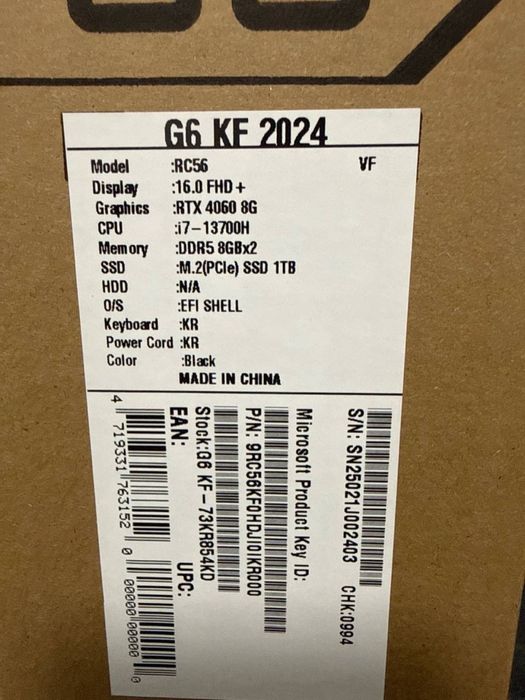 G6 KF 2024
Model :RC56 VF
Display :16.0 FHD+
Graphics :RTX 4060 8G
CPU :i7-13700H
Memory :DDR5 8GBx2
SSD :M.2(PCIe) SSD 1TB
HDD :N/A
O/S :EFI SHELL
Keyboard :KR
Power Cord :KR
Color :Black
MADE IN CHINA
S/N: SN25021J002403 CHK:0994
Microsoft Product Key ID:
P/N: 9RC56KF0HDJI0IKR000
Stock:G6 KF-73KR854KD
EAN: UPC:
4 719331 763152 0 00000 00000 0